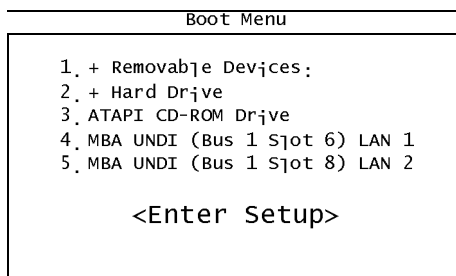 Boot Menu
1. + Removable Devices:
2. + Hard Drive
3. ATAPI CD-ROM Drive
4. MBA UNDI (Bus 1 Slot 6) LAN 1
5. MBA UNDI (Bus 1 Slot 8) LAN 2
<Enter Setup>